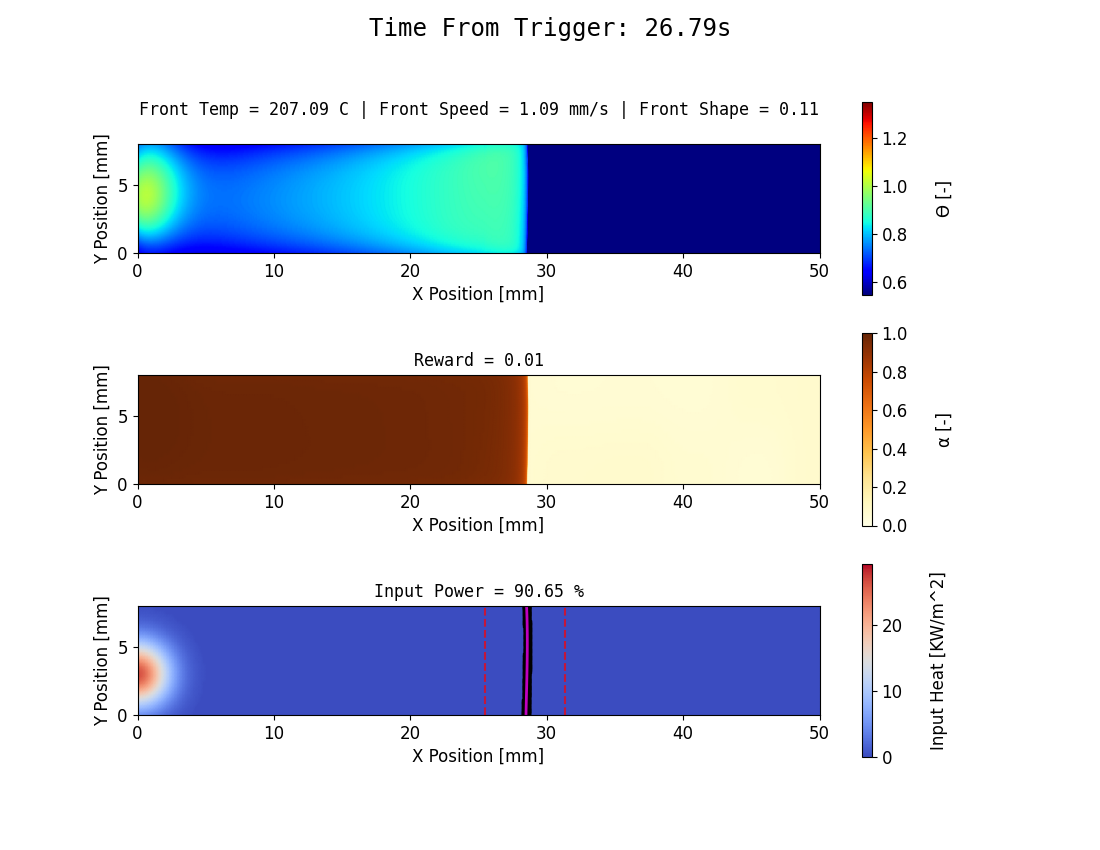 Time From Trigger: 26.79s
Front Temp = 207.09 C | Front Speed = 1.09 mm/s | Front Shape = 0.11
Y Position [mm]
5
0
0 10 20 30 40 50
X Position [mm]
1.2
1.0
0.8
0.6
Θ [-]
Reward = 0.01
Y Position [mm]
5
0
0 10 20 30 40 50
X Position [mm]
1.0
0.8
0.6
0.4
0.2
0.0
α [-]
Input Power = 90.65 %
Y Position [mm]
5
0
0 10 20 30 40 50
X Position [mm]
20
10
0
Input Heat [KW/m^2]